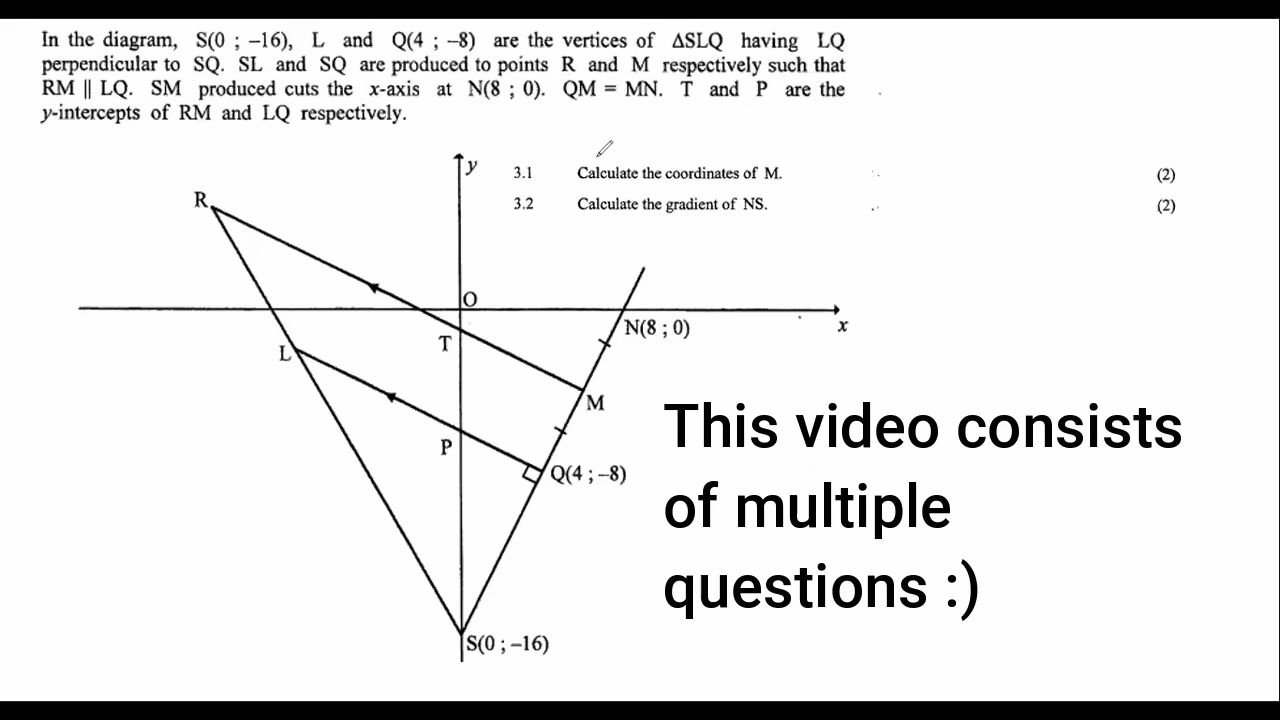 In the diagram, S(0 ; –16), L and Q(4 ; –8) are the vertices of ΔSLQ having LQ
perpendicular to SQ. SL and SQ are produced to points R and M respectively such that
RM || LQ. SM produced cuts the x-axis at N(8 ; 0). QM = MN. T and P are the
y-intercepts of RM and LQ respectively.
y
3.1 Calculate the coordinates of M. (2)
R
3.2 Calculate the gradient of NS. (2)
O
N(8 ; 0)
x
T
L
M
This video consists
P
Q(4 ; –8)
of multiple
questions :)
S(0 ; –16)